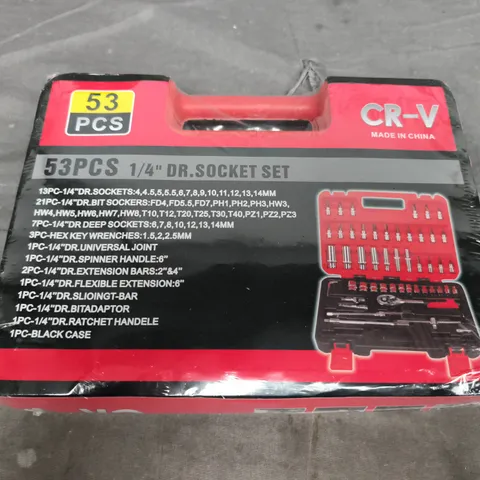 53
PCS
CR-V
MADE IN CHINA
53PCS 1/4" DR.SOCKET SET
13PC-1/4"DR.SOCKETS:4,4.5,5,5.5,6,7,8,9,10,11,12,13,14MM
21PC-1/4"DR.BIT SOCKERS:FD4,FD5.5,FD7,PH1,PH2,PH3,HW3,
HW4,HW5,HW6,HW7,HW8,T10,T12,T20,T25,T30,T40,PZ1,PZ2,PZ3
7PC-1/4"DR.DEEP SOCKETS:6,7,8,10,12,13,14MM
3PC-HEX KEY WRENCHES:1.5,2,2.5MM
1PC-1/4"DR.UNIVERSAL JOINT
1PC-1/4"DR.SPINNER HANDLE:6"
2PC-1/4"DR.EXTENSION BARS:2"&4"
1PC-1/4"DR.FLEXIBLE EXTENSION:6"
1PC-1/4"DR.SLIOINGT-BAR
1PC-1/4"DR.BITADAPTOR
1PC-1/4"DR.RATCHET HANDELE
1PC-BLACK CASE